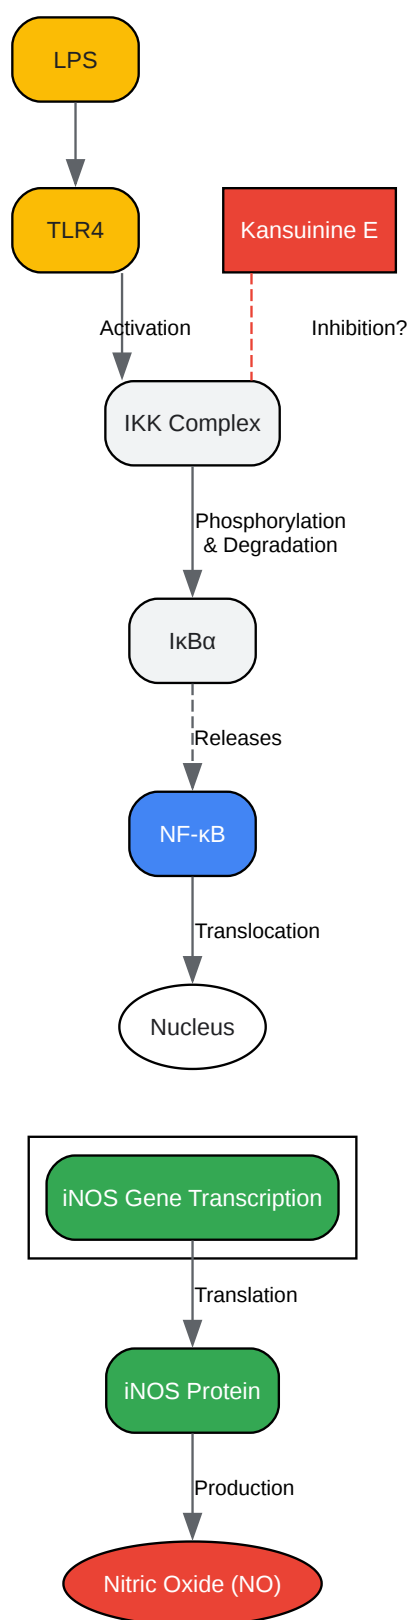 LPS
TLR4
Kansuinine E
Activation
Inhibition?
IKK Complex
Phosphorylation
& Degradation
IκBα
Releases
NF-κB
Translocation
Nucleus
iNOS Gene Transcription
Translation
iNOS Protein
Production
Nitric Oxide (NO)